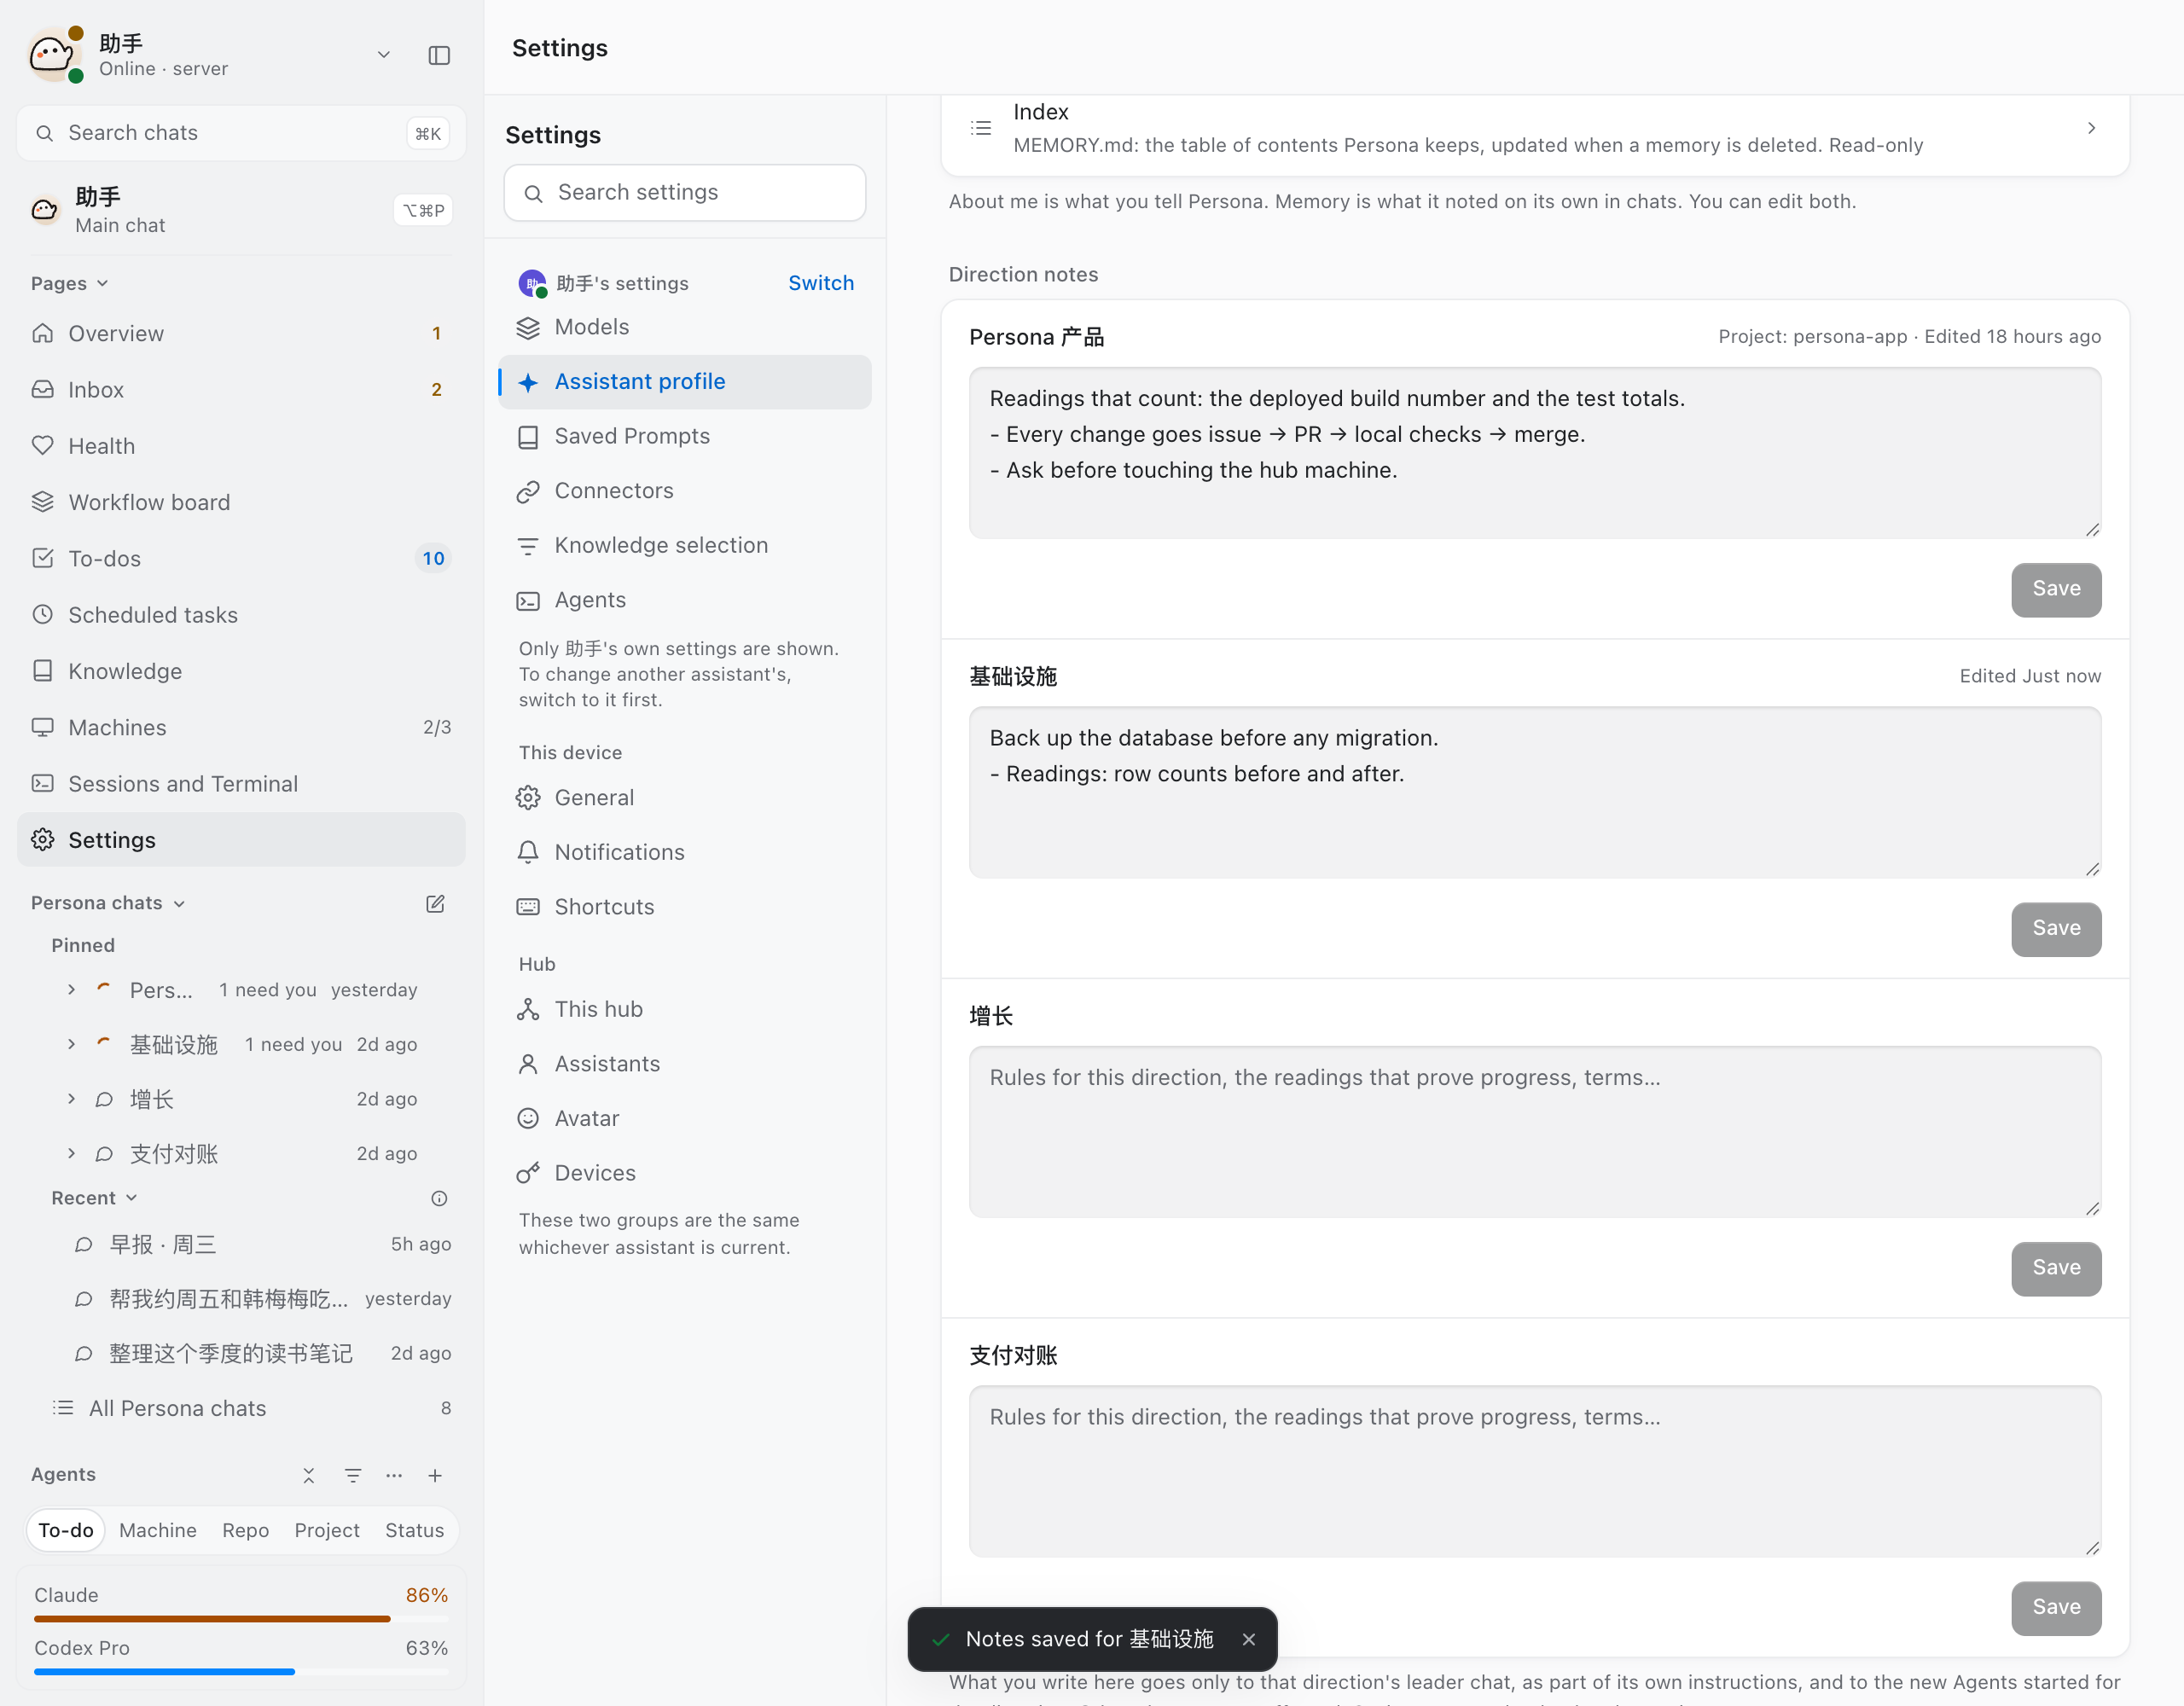 助手
Online · server
Search chats
⌘K
助手
Main chat
⌥⌘P
Pages
Overview
1
Inbox
2
Health
Workflow board
To-dos
10
Scheduled tasks
Knowledge
Machines
2/3
Sessions and Terminal
Settings
Persona chats
Pinned
Pers...
1 need you
yesterday
基础设施
1 need you
2d ago
增长
2d ago
支付对账
2d ago
Recent
早报 · 周三
5h ago
帮我约周五和韩梅梅吃...
yesterday
整理这个季度的读书笔记
2d ago
All Persona chats
8
Agents
To-do
Machine
Repo
Project
Status
Claude
86%
Codex Pro
63%
Settings
Settings
Search settings
助
助手's settings
Switch
Models
Assistant profile
Saved Prompts
Connectors
Knowledge selection
Agents
Only 助手's own settings are shown.
To change another assistant's,
switch to it first.
This device
General
Notifications
Shortcuts
Hub
This hub
Assistants
Avatar
Devices
These two groups are the same
whichever assistant is current.
Index
MEMORY.md: the table of contents Persona keeps, updated when a memory is deleted. Read-only
About me is what you tell Persona. Memory is what it noted on its own in chats. You can edit both.
Direction notes
Persona 产品
Project: persona-app · Edited 18 hours ago
Readings that count: the deployed build number and the test totals.
- Every change goes issue → PR → local checks → merge.
- Ask before touching the hub machine.
Save
基础设施
Edited Just now
Back up the database before any migration.
- Readings: row counts before and after.
Save
增长
Rules for this direction, the readings that prove progress, terms...
Save
支付对账
Rules for this direction, the readings that prove progress, terms...
Save
Notes saved for 基础设施
What you write here goes only to that direction's leader chat, as part of its own instructions, and to the new Agents started for